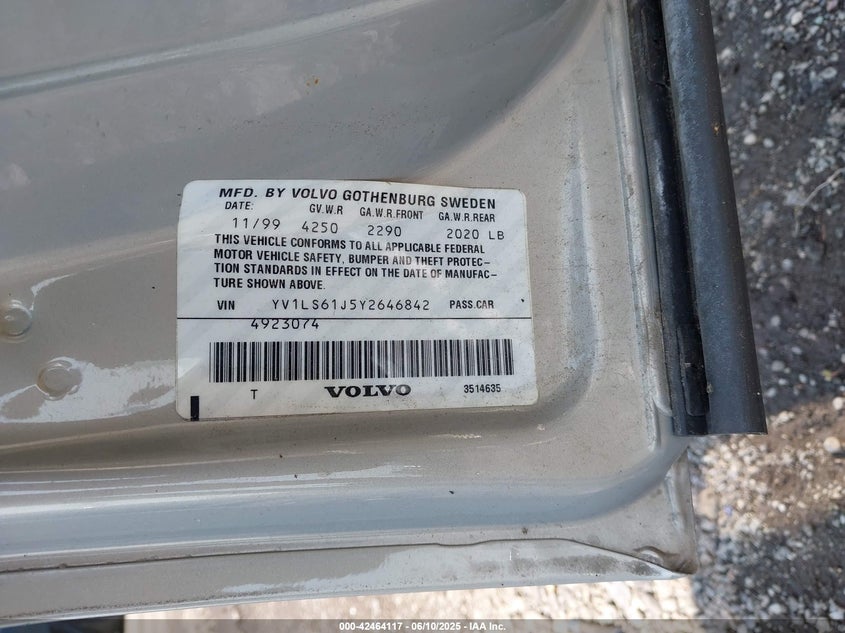 MFD. BY VOLVO GOTHENBURG SWEDEN
DATE: GV.W.R GA.W.R.FRONT GA.W.R.REAR
11/99 4250 2290 2020 LB
THIS VEHICLE CONFORMS TO ALL APPLICABLE FEDERAL
MOTOR VEHICLE SAFETY, BUMPER AND THEFT PROTEC-
TION STANDARDS IN EFFECT ON THE DATE OF MANUFAC-
TURE SHOWN ABOVE.
VIN YV1LS61J5Y2646842 PASS.CAR
4923074
T VOLVO 3514635
000-42464117 - 06/10/2025 - IAA Inc.